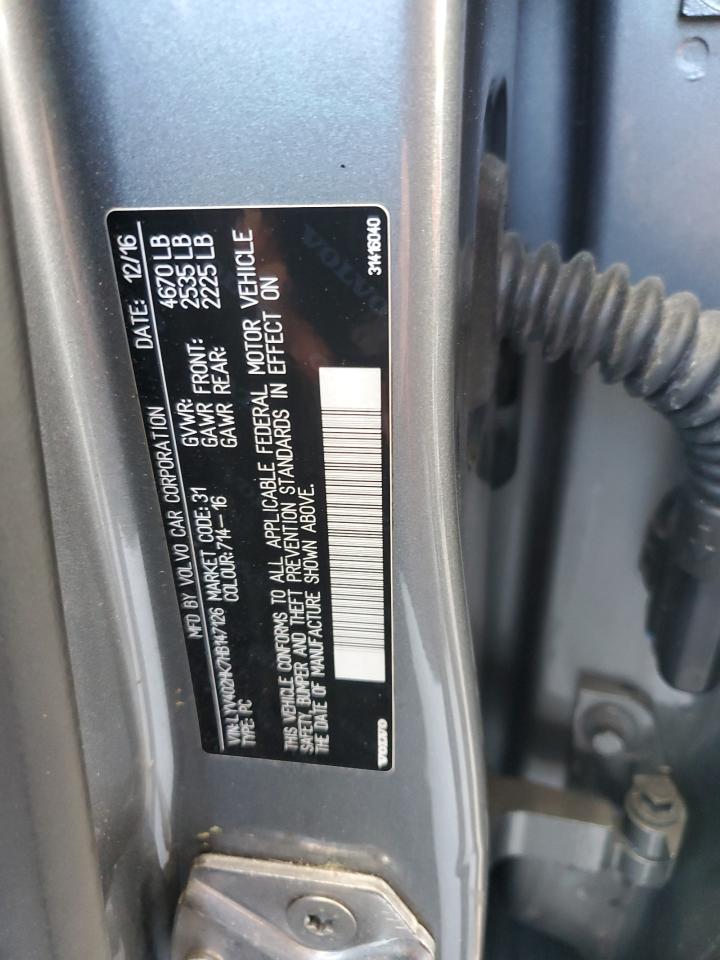 MFD BY VOLVO CAR CORPORATION DATE: 12/16
GVWR: 4670 LB
GAWR FRONT: 2535 LB
GAWR REAR: 2225 LB
VIN:LYV402HK7HB147126 MARKET CODE:31
TYPE: PC COLOUR:714-16
THIS VEHICLE CONFORMS TO ALL APPLICABLE FEDERAL MOTOR VEHICLE
SAFETY, BUMPER AND THEFT PREVENTION STANDARDS IN EFFECT ON
THE DATE OF MANUFACTURE SHOWN ABOVE.
VOLVO 31416040